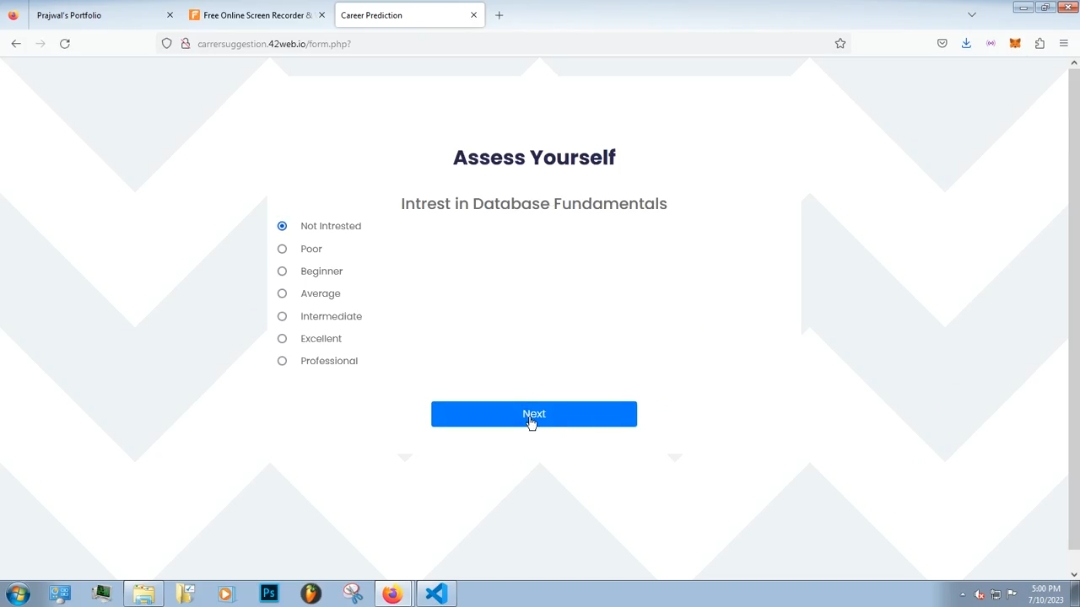 Prajwal's Portfolio
Free Online Screen Recorder &
Career Prediction
carrersuggestion.42web.io/form.php?
Assess Yourself
Intrest in Database Fundamentals
Not Intrested
Poor
Beginner
Average
Intermediate
Excellent
Professional
Next
Ps
5:00 PM
7/10/2023